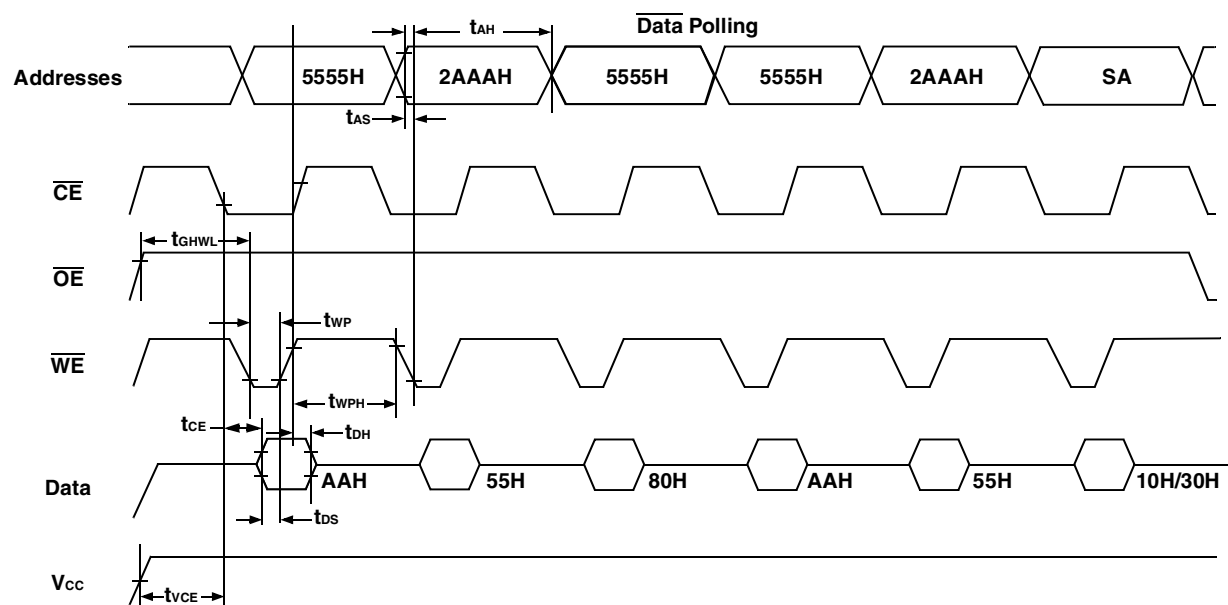 tAH
Data Polling
Addresses 5555H 2AAAH 5555H 5555H 2AAAH SA
tAS
CE
tGHWL
OE
tWP
WE
tWPH
tCE
tDH
Data AAH 55H 80H AAH 55H 10H/30H
tDS
VCC
tVCE